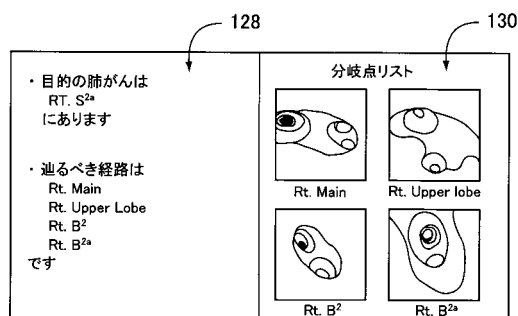 128
130
・目的の肺がんは
RT. S²ᵃ
にあります
・辿るべき経路は
Rt. Main
Rt. Upper Lobe
Rt. B²
Rt. B²ᵃ
です
分岐点リスト
Rt. Main
Rt. Upper lobe
Rt. B²
Rt. B²ᵃ